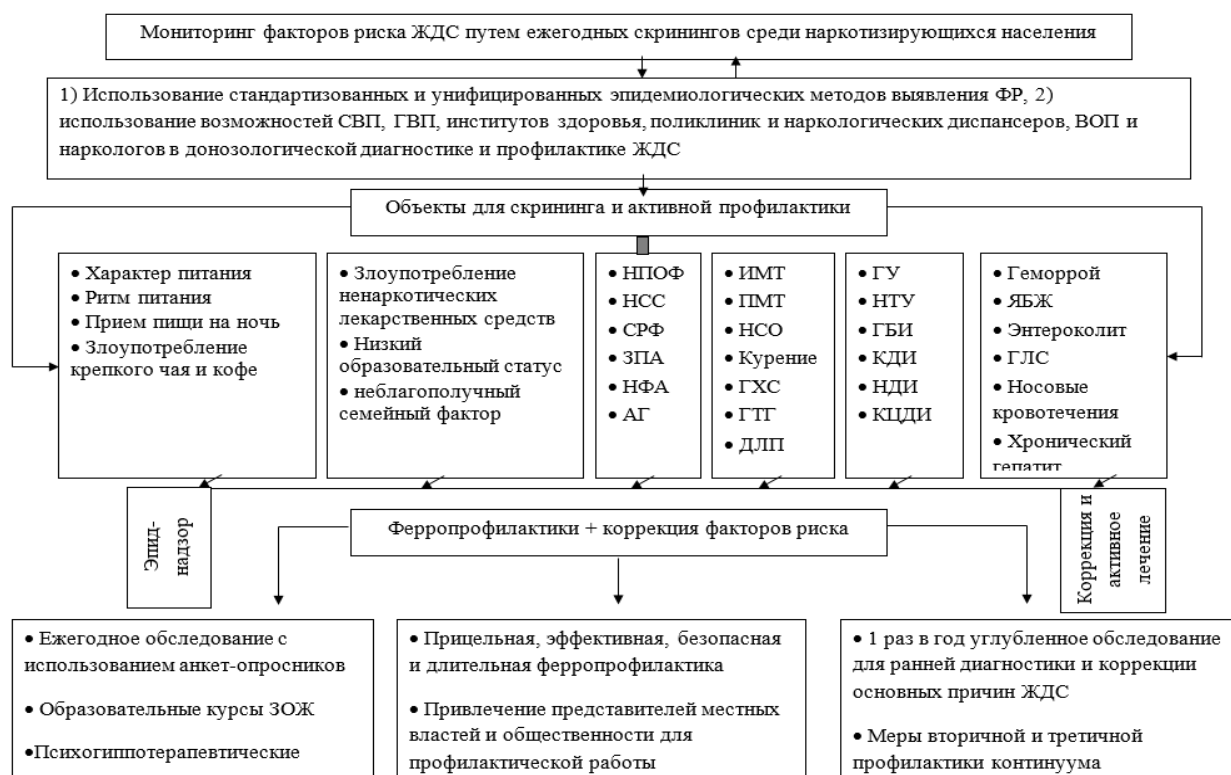 Мониторинг факторов риска ЖДС путем ежегодных скринингов среди наркотизирующихся населения
1) Использование стандартизованных и унифицированных эпидемиологических методов выявления ФР, 2)
использование возможностей СВП, ГВП, институтов здоровья, поликлиник и наркологических диспансеров, ВОП и
наркологов в донозологической диагностике и профилактике ЖДС
Объекты для скрининга и активной профилактики
• Характер питания
• Ритм питания
• Прием пищи на ночь
• Злоупотребление
крепкого чая и кофе
• Злоупотребление
ненаркотических
лекарственных средств
• Низкий
образовательный статус
• неблагополучный
семейный фактор
• НПОФ
• НСС
• СРФ
• ЗПА
• НФА
• АГ
• ИМТ
• ПМТ
• НСО
• Курение
• ГХС
• ГТГ
• ДЛП
• ГУ
• НТУ
• ГБИ
• КДИ
• НДИ
• КЦДИ
• Геморрой
• ЯБЖ
• Энтероколит
• ГЛС
• Носовые
кровотечения
• Хронический
гепатит
Эпид-
надзор
Ферропрофилактики + коррекция факторов риска
Коррекция и
активное
лечение
• Ежегодное обследование с
использованием анкет-опросников
• Образовательные курсы ЗОЖ
•Психогиппотерапевтические
• Прицельная, эффективная, безопасная
и длительная ферропрофилактика
• Привлечение представителей местных
властей и общественности для
профилактической работы
• 1 раз в год углубленное обследование
для ранней диагностики и коррекции
основных причин ЖДС
• Меры вторичной и третичной
профилактики континуума